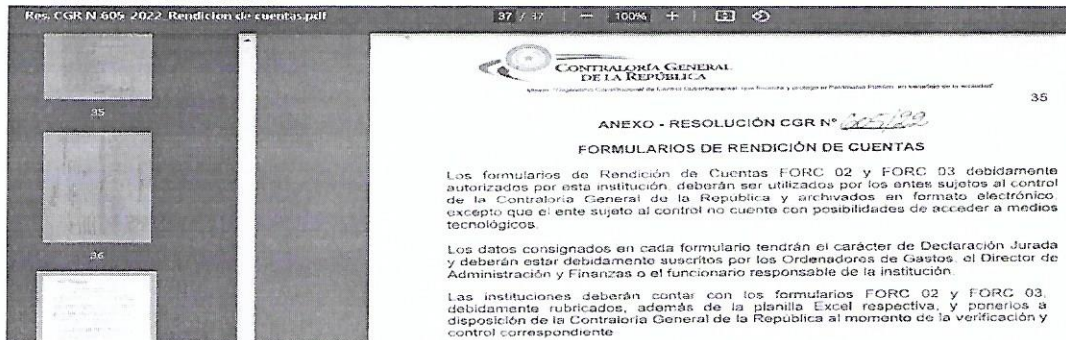 Res. CGR N 605 2022 Rendicion de cuentas.pdf
37 / 37
100%
35
36
CONTRALORÍA GENERAL
DE LA REPÚBLICA
35
ANEXO - RESOLUCIÓN CGR Nº 605/22
FORMULARIOS DE RENDICIÓN DE CUENTAS
Los formularios de Rendición de Cuentas FORC 02 y FORC 03 debidamente
autorizados por esta institución, deberán ser utilizados por los entes sujetos al control
de la Contraloría General de la República y archivados en formato electrónico,
excepto que el ente sujeto al control no cuente con posibilidades de acceder a medios
tecnológicos.
Los datos consignados en cada formulario tendrán el carácter de Declaración Jurada
y deberán estar debidamente suscritos por los Ordenadores de Gastos, el Director de
Administración y Finanzas o el funcionario responsable de la institución.
Las instituciones deberán contar con los formularios FORC 02 y FORC 03,
debidamente rubricados, además de la planilla Excel respectiva, y ponerlos a
disposición de la Contraloría General de la República al momento de la verificación y
control correspondiente